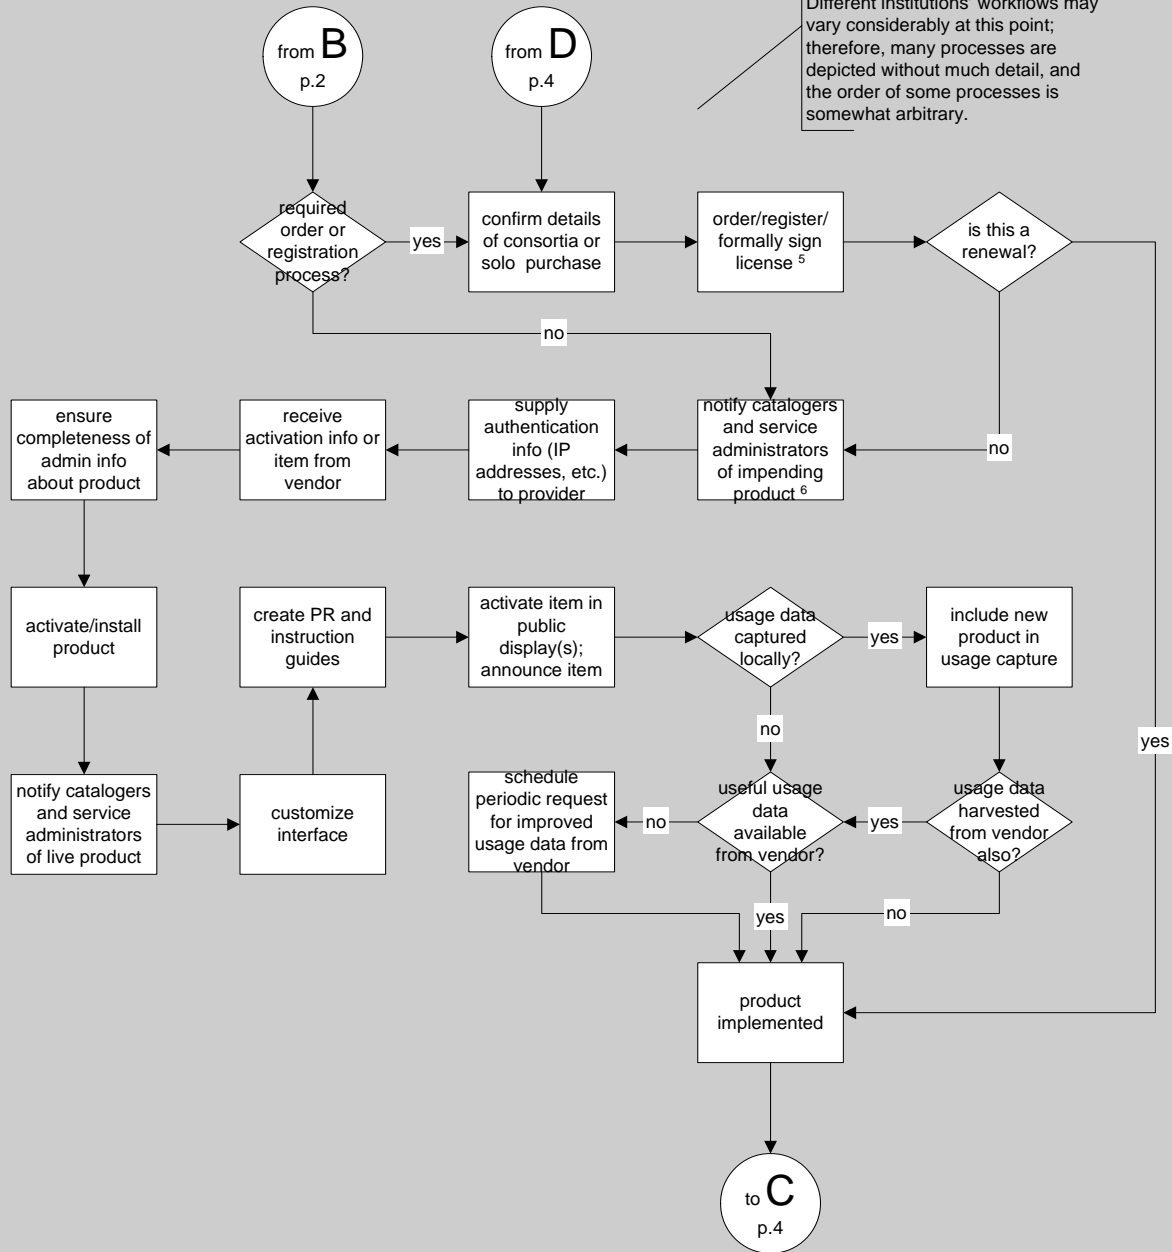 Different institutions' workflows may
vary considerably at this point;
therefore, many processes are
depicted without much detail, and
the order of some processes is
somewhat arbitrary.
from B
p.2
from D
p.4
required
order or
registration
process?
yes
confirm details
of consortia or
solo purchase
order/register/
formally sign
license 5
is this a
renewal?
no
ensure
completeness of
admin info
about product
receive
activation info or
item from
vendor
supply
authentication
info (IP
addresses, etc.)
to provider
notify catalogers
and service
administrators
of impending
product 6
no
activate/install
product
create PR and
instruction
guides
activate item in
public
display(s);
announce item
usage data
captured
locally?
yes
include new
product in
usage capture
no
yes
notify catalogers
and service
administrators
of live product
customize
interface
schedule
periodic request
for improved
usage data from
vendor
no
useful usage
data
available
from vendor?
yes
usage data
harvested
from vendor
also?
yes
no
product
implemented
to C
p.4